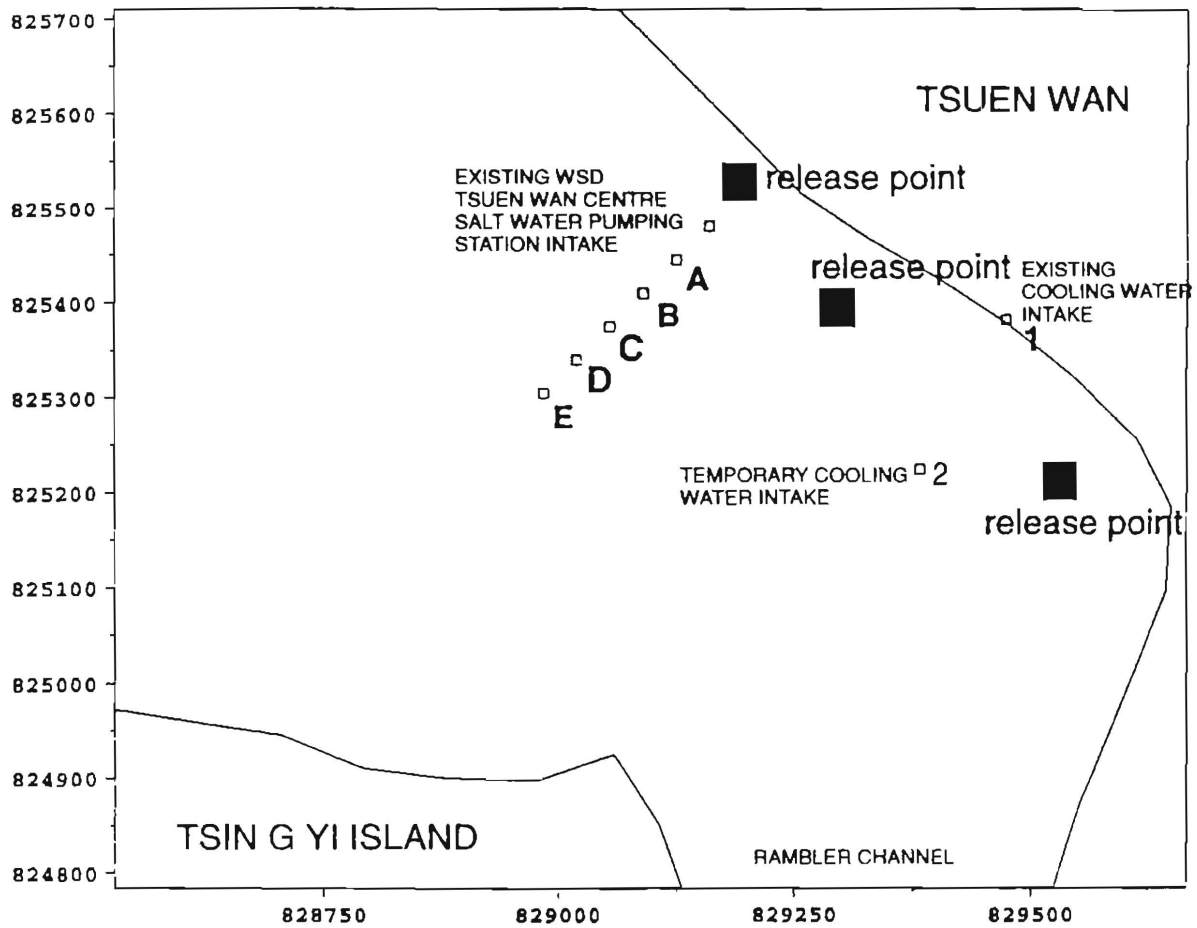 825700
TSUEN WAN
825600
EXISTING WSD
TSUEN WAN CENTRE
SALT WATER PUMPING
STATION INTAKE
release point
825500
A
release point
EXISTING
COOLING WATER
INTAKE
1
825400
B
C
D
E
825300
TEMPORARY COOLING
WATER INTAKE
2
825200
release point
825100
825000
824900
TSIN G YI ISLAND
RAMBLER CHANNEL
824800
828750 829000 829250 829500